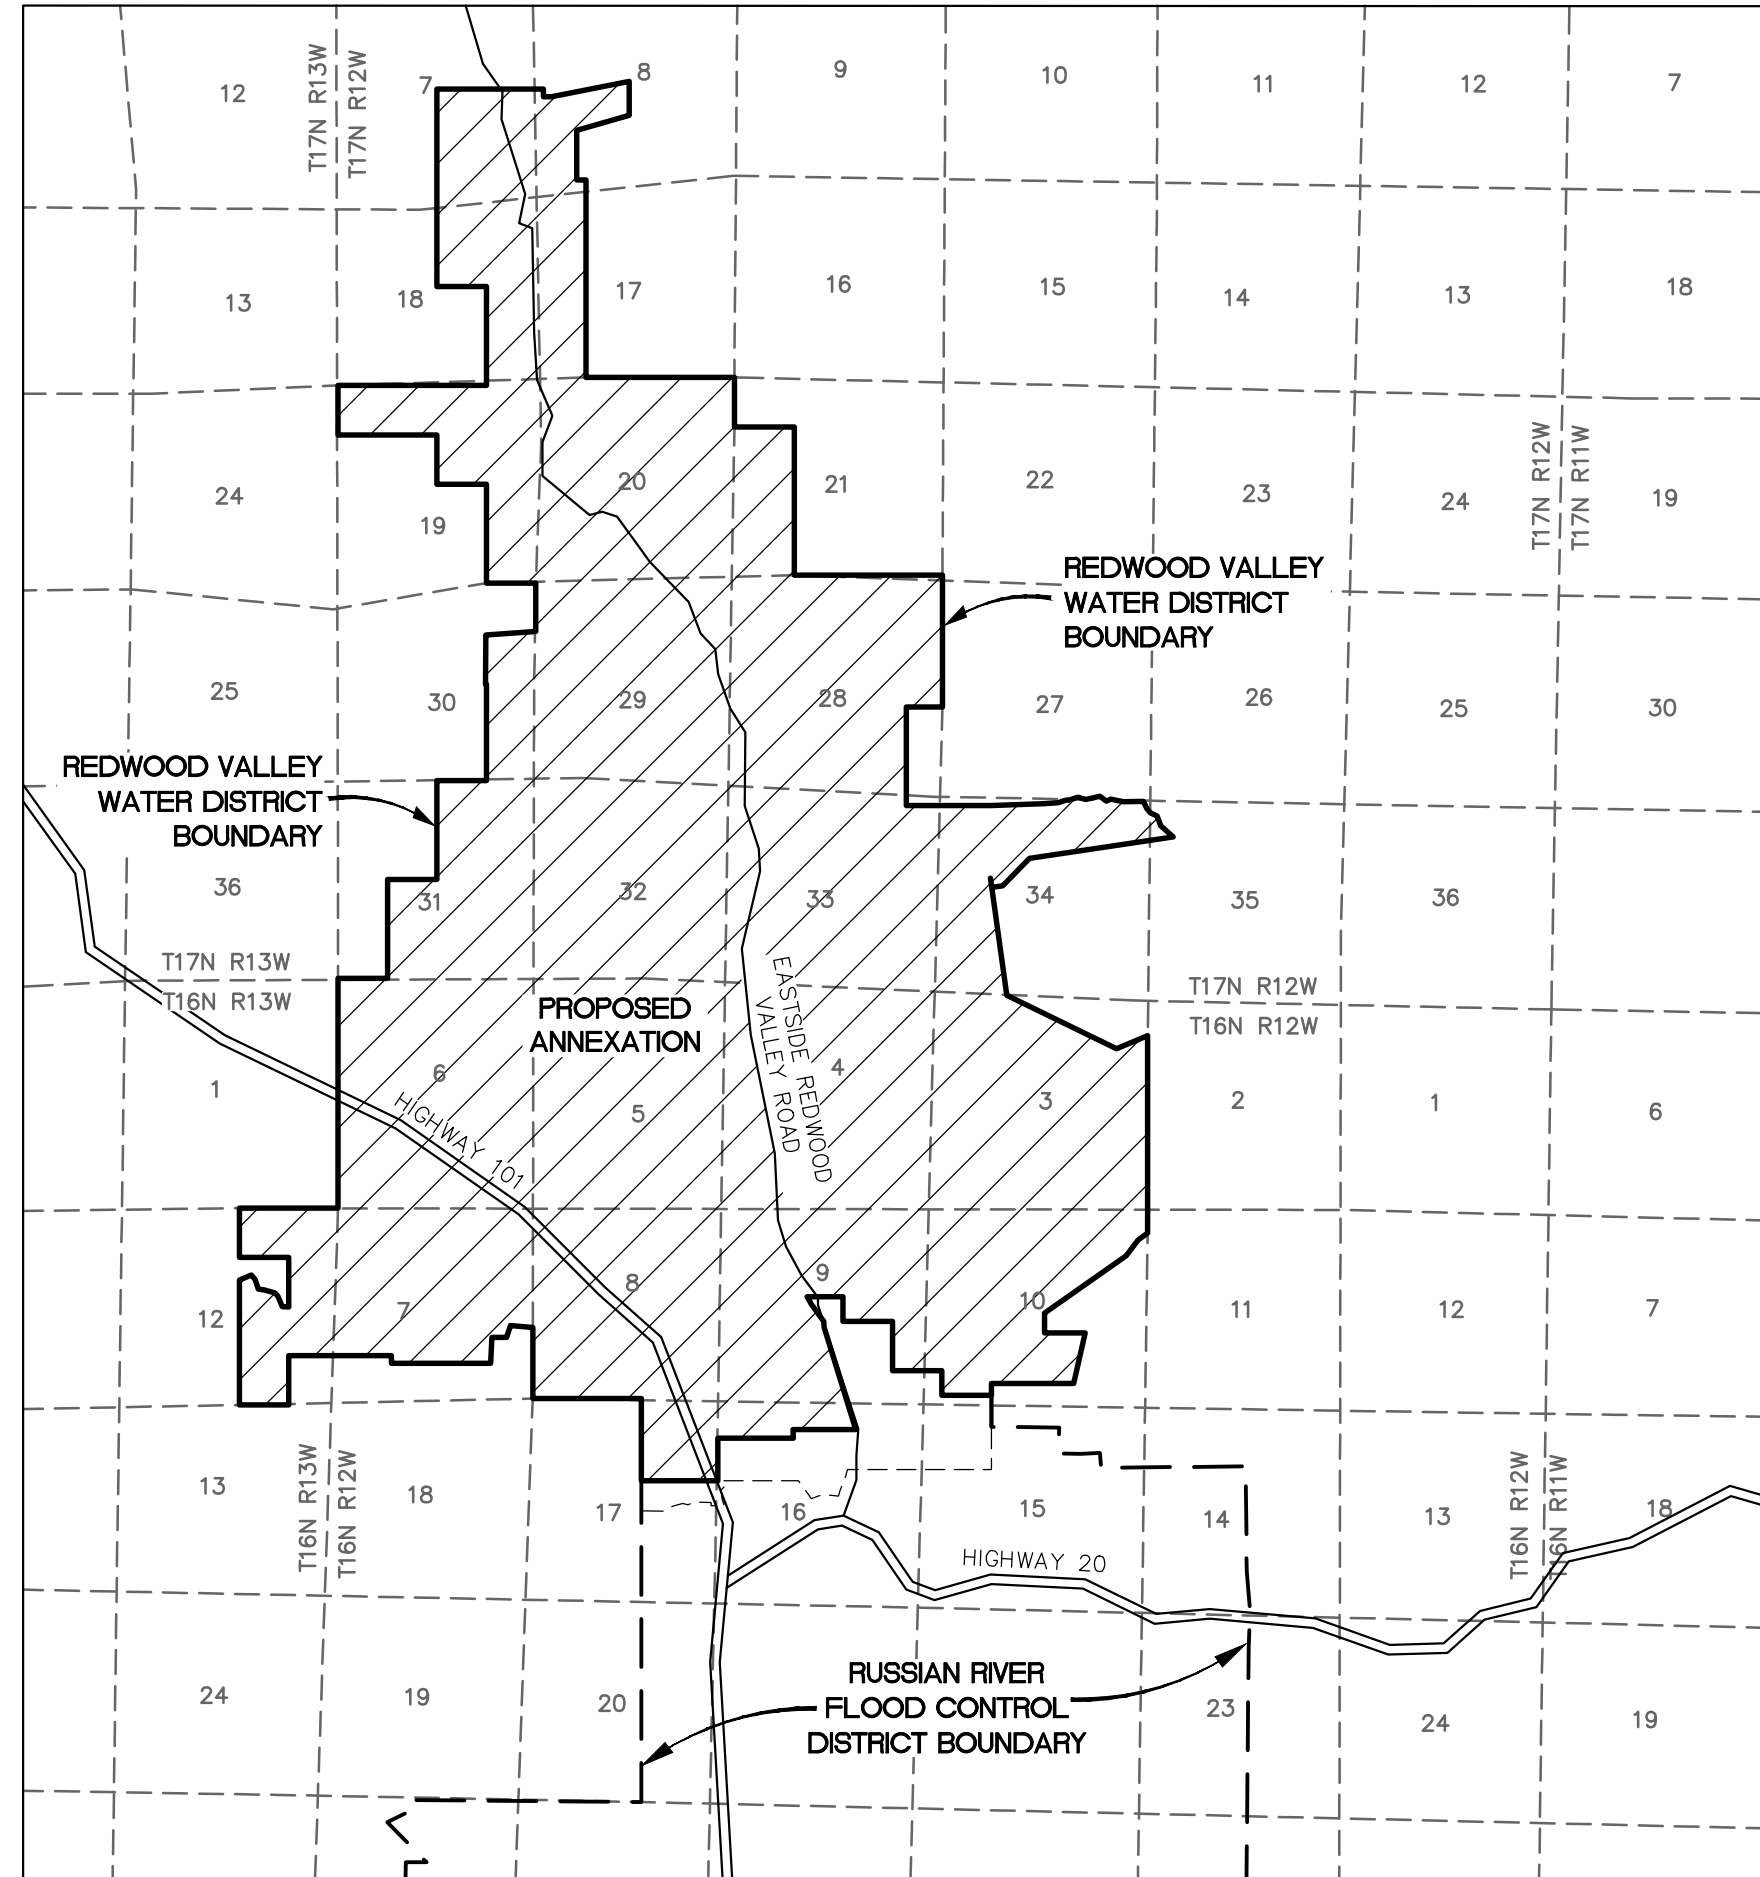 12
T17N R13W
T17N R12W
7
8
9
10
11
12
7
13
18
17
16
15
14
13
18
24
19
20
21
22
23
24
T17N R12W
T17N R11W
19
REDWOOD VALLEY
WATER DISTRICT
BOUNDARY
25
30
29
28
27
26
25
30
REDWOOD VALLEY
WATER DISTRICT
BOUNDARY
36
31
32
33
34
35
36
T17N R13W
T16N R13W
PROPOSED
ANNEXATION
EASTSIDE REDWOOD
VALLEY ROAD
T17N R12W
T16N R12W
1
6
HIGHWAY 101
5
4
3
2
1
6
12
7
8
9
10
11
12
7
13
T16N R13W
T16N R12W
18
17
16
15
14
13
T16N R12W
T16N R11W
18
HIGHWAY 20
24
19
20
RUSSIAN RIVER
FLOOD CONTROL
DISTRICT BOUNDARY
23
24
19